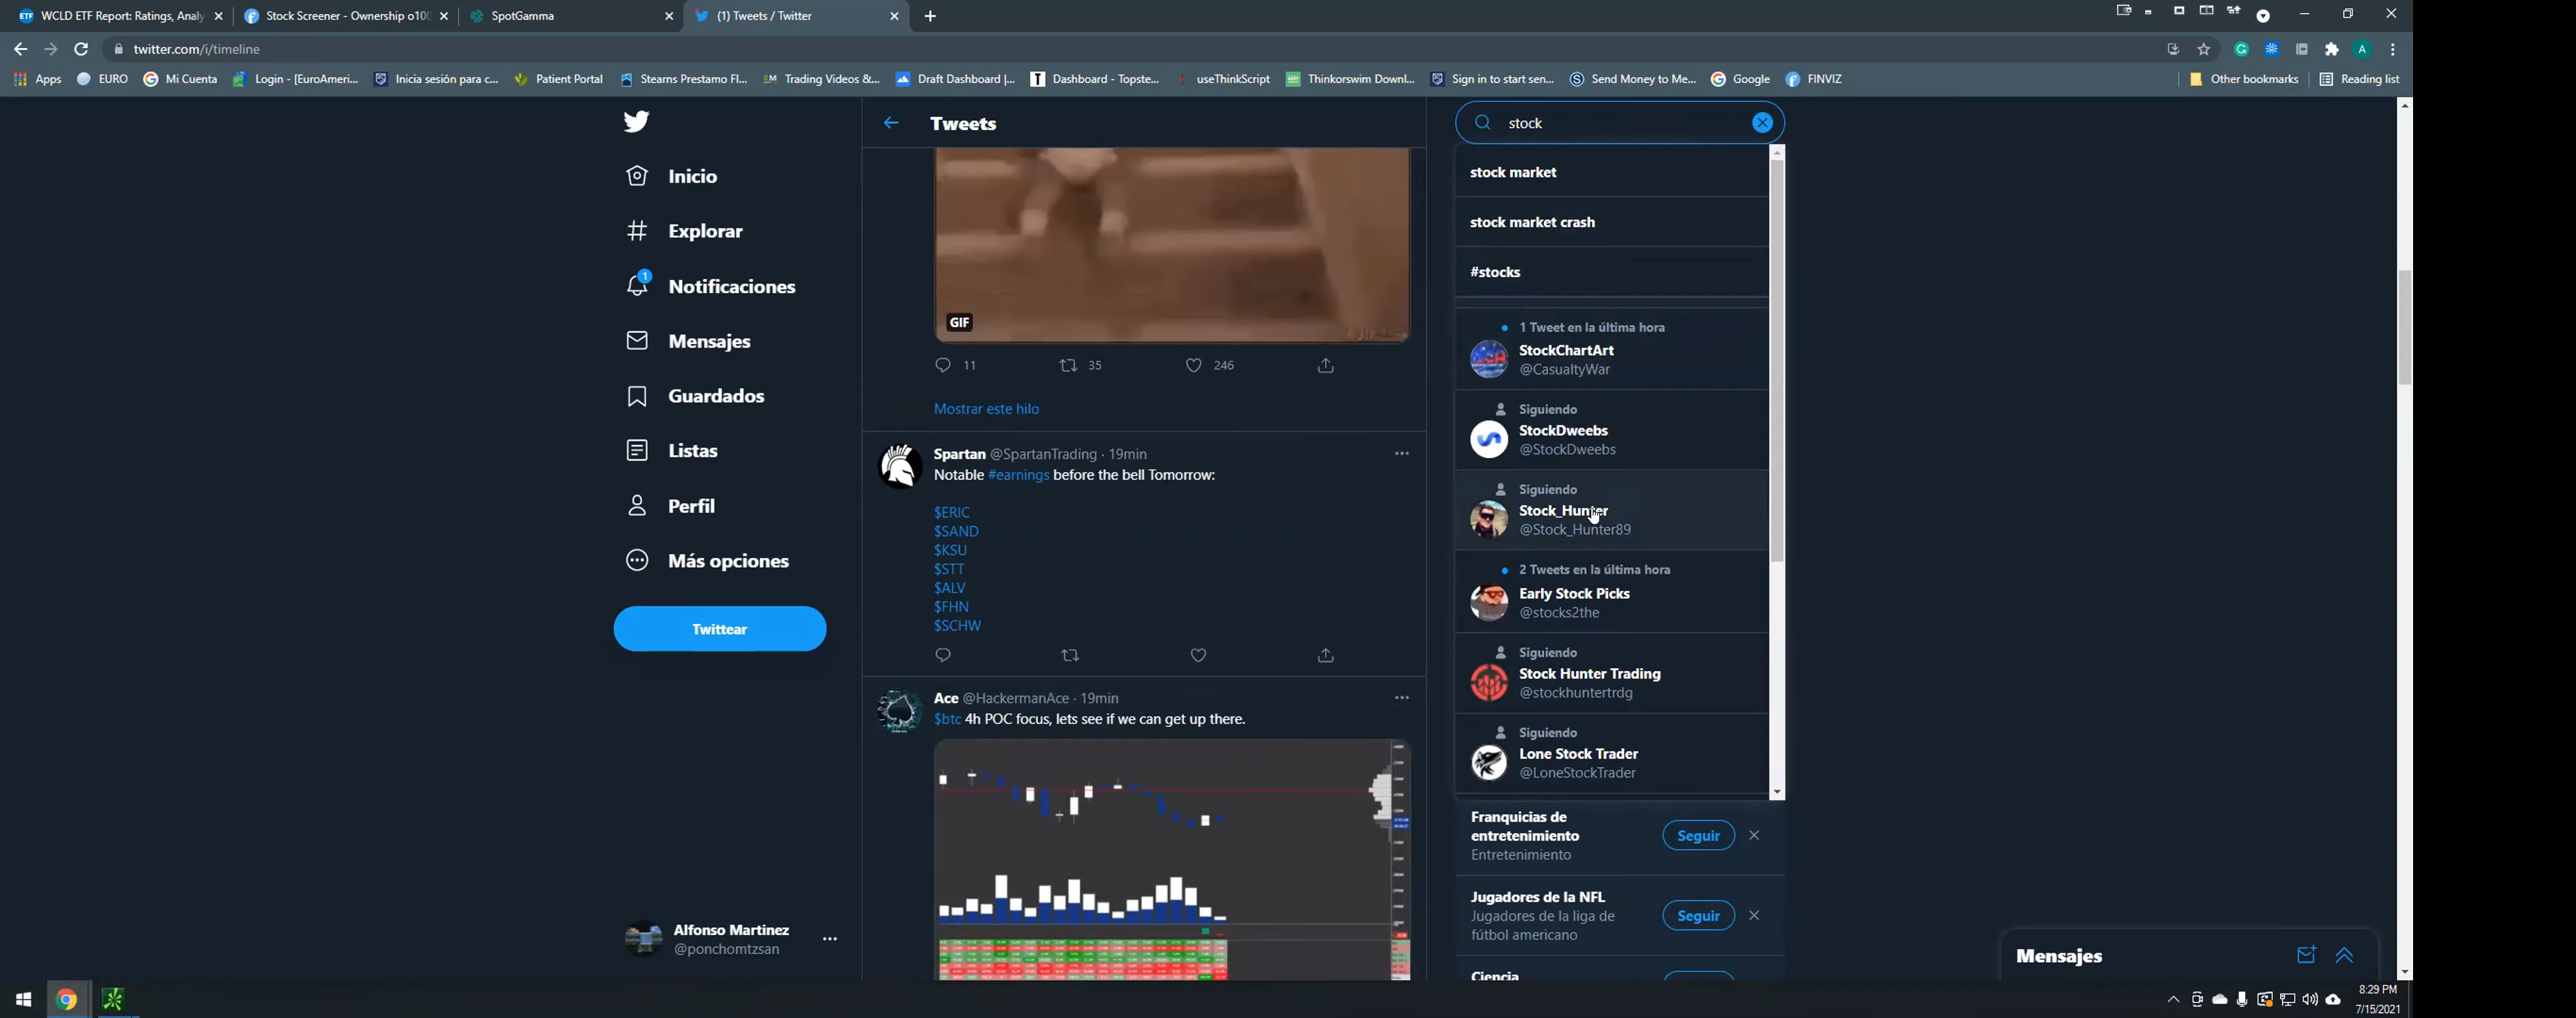 WCLD ETF Report: Ratings, Analy
Stock Screener - Ownership o100
SpotGamma
(1) Tweets / Twitter
twitter.com/i/timeline
Apps
EURO
Mi Cuenta
Login - [EuroAmeri...
Inicia sesión para c...
Patient Portal
Stearns Prestamo Fl...
Trading Videos &...
Draft Dashboard |...
Dashboard - Topste...
useThinkScript
Thinkorswim Downl...
Sign in to start sen...
Send Money to Me...
Google
FINVIZ
Other bookmarks
Reading list
Inicio
Explorar
1
Notificaciones
Mensajes
Guardados
Listas
Perfil
Más opciones
Twittear
Alfonso Martinez
@ponchomtzsan
Tweets
GIF
11
35
246
Mostrar este hilo
Spartan @SpartanTrading · 19min
Notable #earnings before the bell Tomorrow:
$ERIC
$SAND
$KSU
$STT
$ALV
$FHN
$SCHW
Ace @HackermanAce · 19min
$btc 4h POC focus, lets see if we can get up there.
stock
stock market
stock market crash
#stocks
1 Tweet en la última hora
StockChartArt
@CasualtyWar
Siguiendo
StockDweebs
@StockDweebs
Siguiendo
Stock_Hunter
@Stock_Hunter89
2 Tweets en la última hora
Early Stock Picks
@stocks2the
Siguiendo
Stock Hunter Trading
@stockhuntertrdg
Siguiendo
Lone Stock Trader
@LoneStockTrader
Franquicias de
entretenimiento
Entretenimiento
Seguir
Jugadores de la NFL
Jugadores de la liga de
fútbol americano
Seguir
Ciencia
Mensajes
8:29 PM
7/15/2021